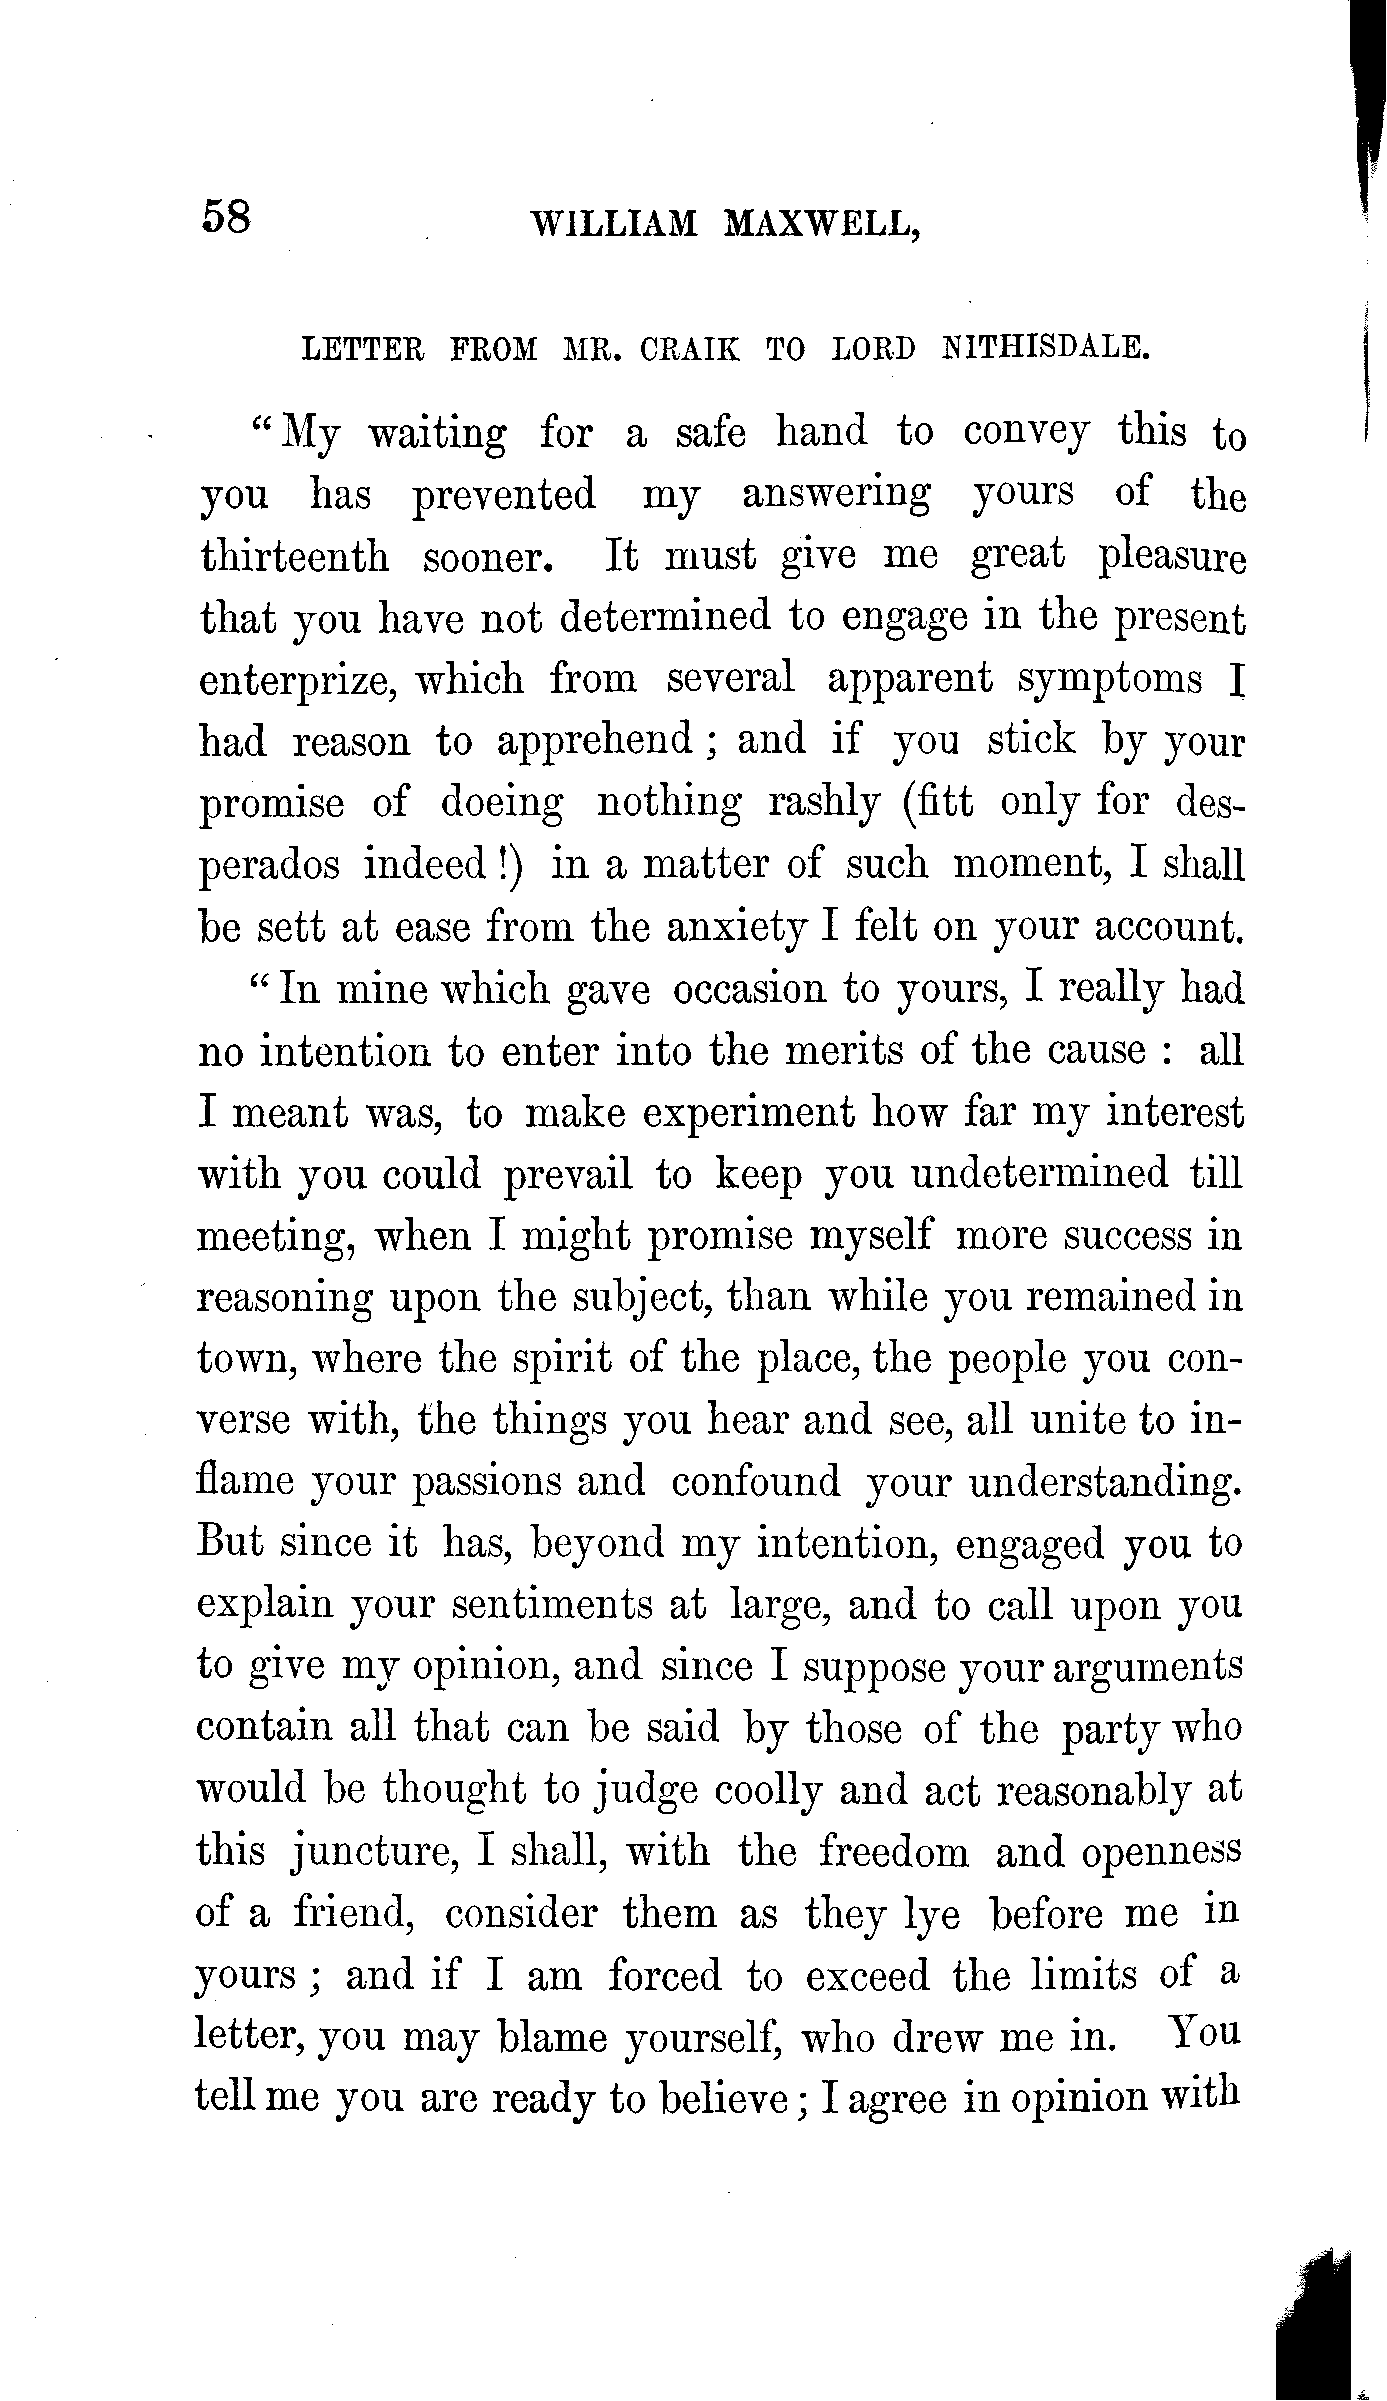 58 WILLIAM MAXWELL,
LETTER FROM MR. CRAIK TO LORD NITHISDALE.
“ My waiting for a safe hand to convey this to
you has prevented my answering yours of the
thirteenth sooner. It must give me great pleasure
that you have not determined to engage in the present
enterprize, which from several apparent symptoms I
had reason to apprehend ; and if you stick by your
promise of doeing nothing rashly (fitt only for des-
perados indeed !) in a matter of such moment, I shall
be sett at ease from the anxiety I felt on your account.
“ In mine which gave occasion to yours, I really had
no intention to enter into the merits of the cause : all
I meant was, to make experiment how far my interest
with you could prevail to keep you undetermined till
meeting, when I might promise myself more success in
reasoning upon the subject, than while you remained in
town, where the spirit of the place, the people you con-
verse with, the things you hear and see, all unite to in-
flame your passions and confound your understanding.
But since it has, beyond my intention, engaged you to
explain your sentiments at large, and to call upon you
to give my opinion, and since I suppose your arguments
contain all that can be said by those of the party who
would be thought to judge coolly and act reasonably at
this juncture, I shall, with the freedom and openness
of a friend, consider them as they lye before me in
yours ; and if I am forced to exceed the limits of a
letter, you may blame yourself, who drew me in. You
tell me you are ready to believe ; I agree in opinion with